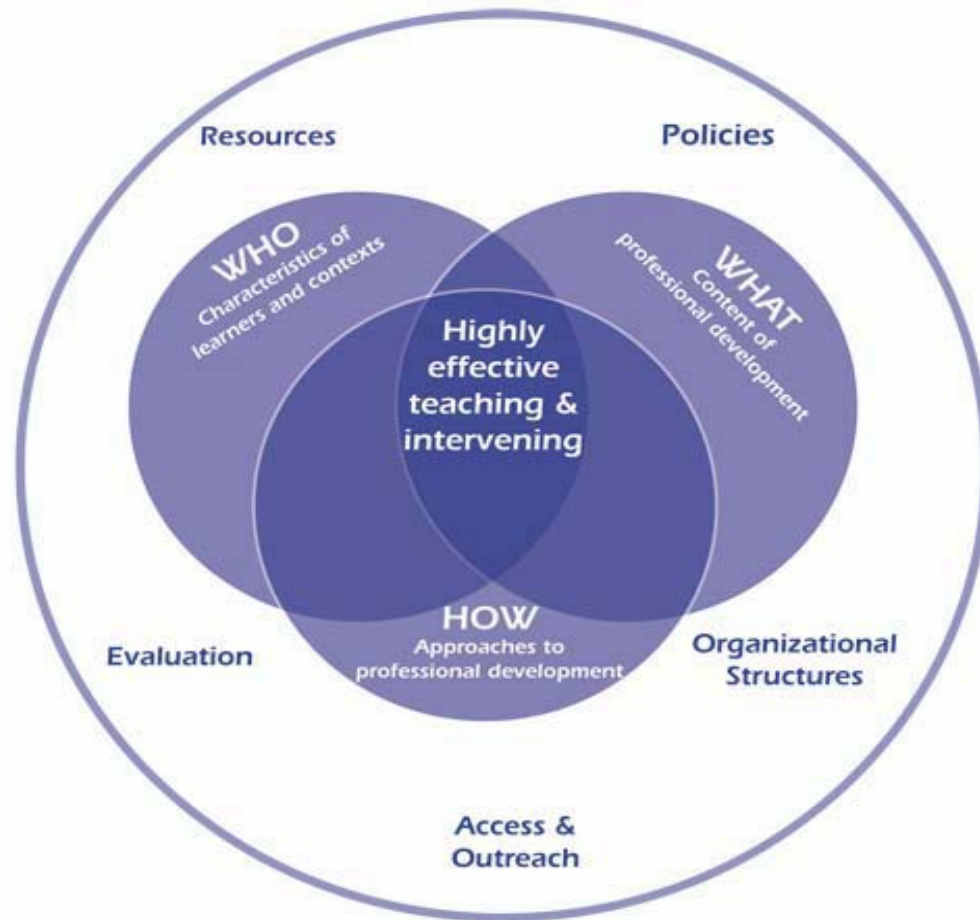 Resources
Policies
WHO
Characteristics of
learners and contexts
WHAT
Content of
professional development
Highly
effective
teaching &
intervening
HOW
Approaches to
professional development
Evaluation
Organizational
Structures
Access &
Outreach